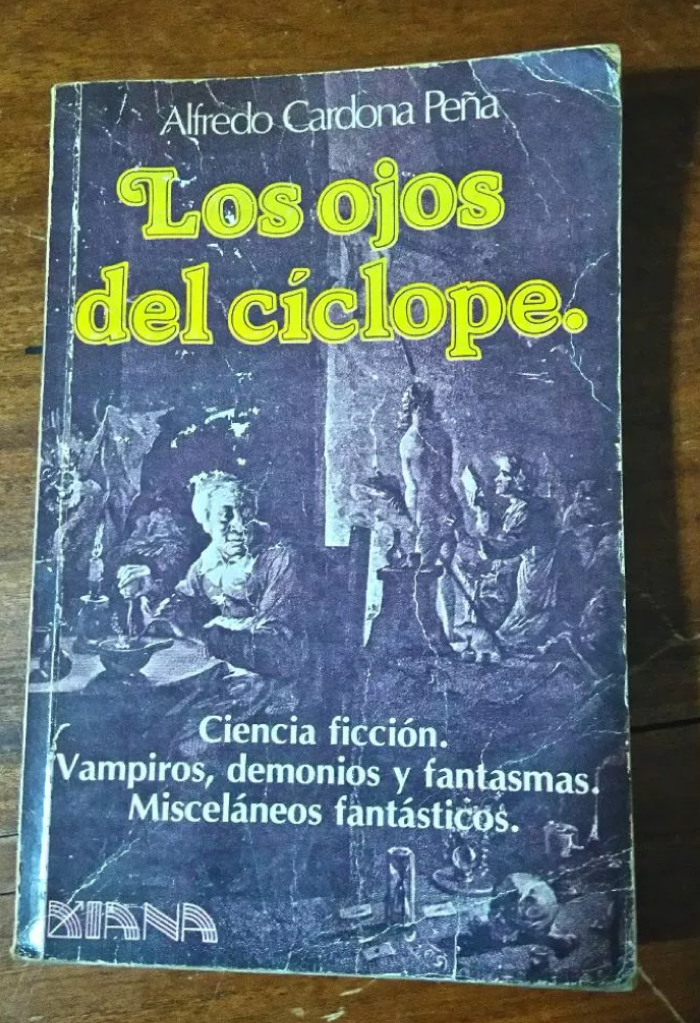 Alfredo Cardona Peña
Los ojos
del cíclope.
Ciencia ficción.
Vampiros, demonios y fantasmas.
Misceláneos fantásticos.
DIANA